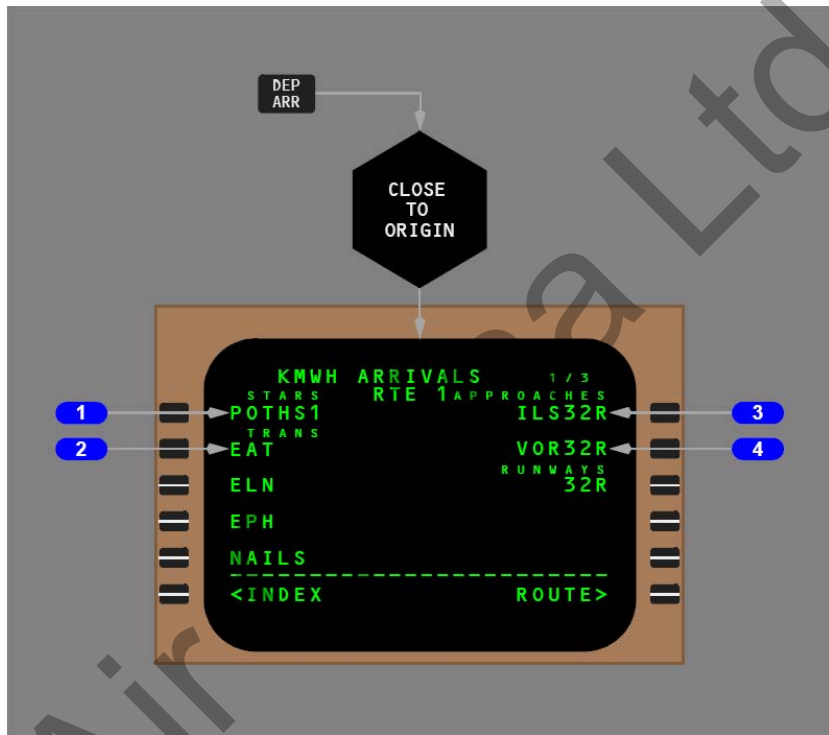 DEP
ARR
CLOSE
TO
ORIGIN
KMWH ARRIVALS 1/3
STARS RTE 1 APPROACHES
1 POTHS1 ILS32R 3
TRANS
2 EAT VOR32R 4
RUNWAYS
ELN 32R
EPH
NAILS
<INDEX ROUTE>
Ltd